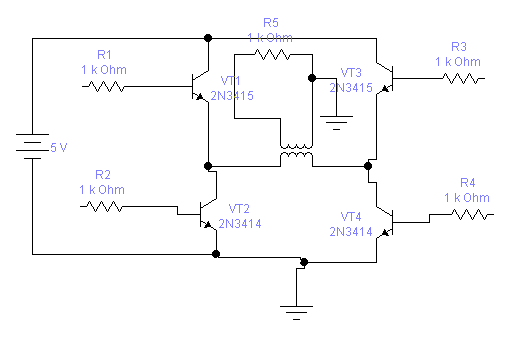 R5
1 k Ohm
R1
1 k Ohm
R3
1 k Ohm
VT1
2N3415
VT3
2N3415
5 V
R2
1 k Ohm
R4
1 k Ohm
VT2
2N3414
VT4
2N3414